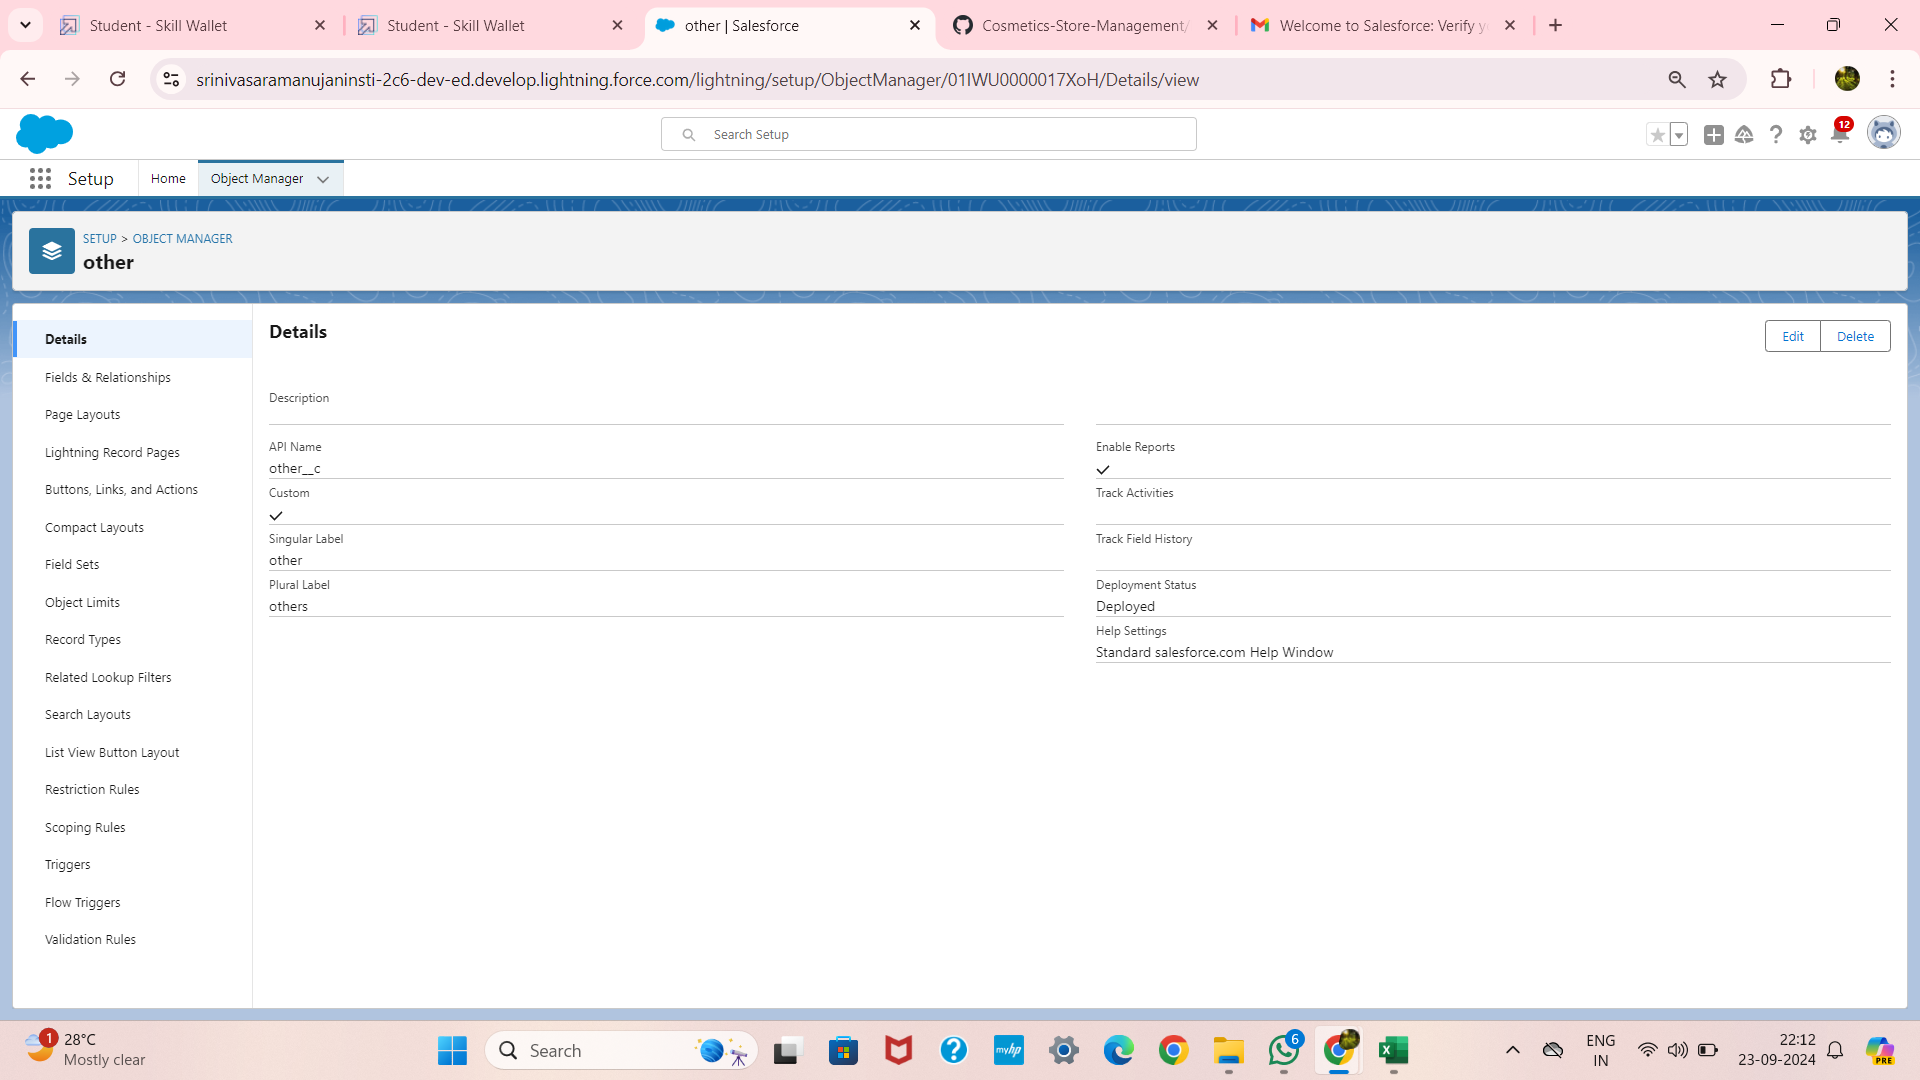 Student - Skill Wallet
Student - Skill Wallet
other | Salesforce
Cosmetics-Store-Management/
Welcome to Salesforce: Verify y
srinivasaramanujaninsti-2c6-dev-ed.develop.lightning.force.com/lightning/setup/ObjectManager/01IWU0000017XoH/Details/view
Search Setup
12
Setup
Home
Object Manager
SETUP > OBJECT MANAGER
other
Details
Fields & Relationships
Page Layouts
Lightning Record Pages
Buttons, Links, and Actions
Compact Layouts
Field Sets
Object Limits
Record Types
Related Lookup Filters
Search Layouts
List View Button Layout
Restriction Rules
Scoping Rules
Triggers
Flow Triggers
Validation Rules
Details
Edit
Delete
Description
API Name
other__c
Custom
Singular Label
other
Plural Label
others
Enable Reports
Track Activities
Track Field History
Deployment Status
Deployed
Help Settings
Standard salesforce.com Help Window
1
28°C
Mostly clear
Search
myhp
6
ENG
IN
22:12
23-09-2024
PRE